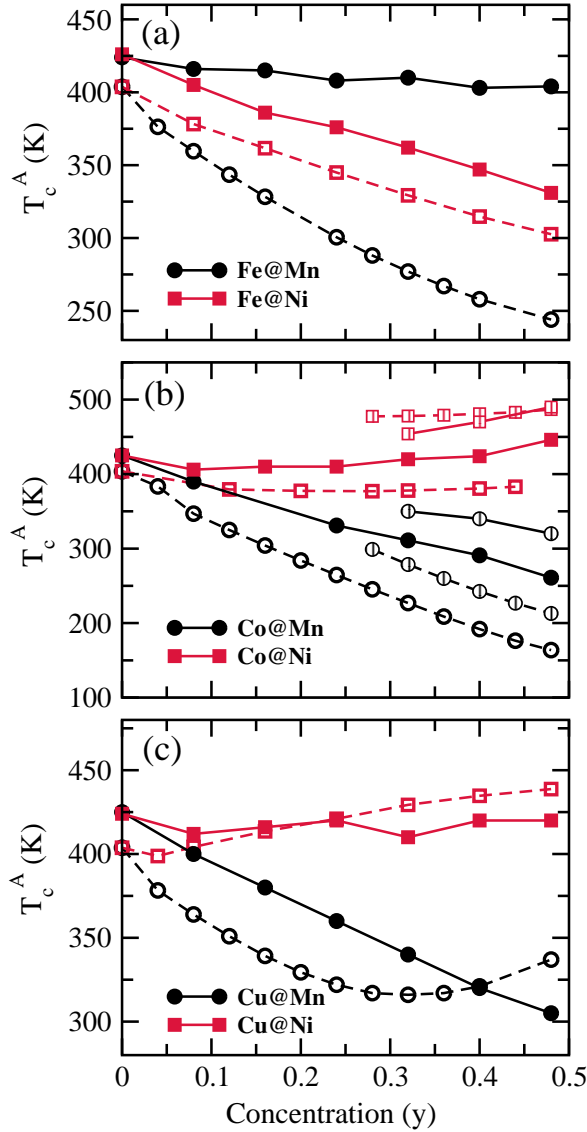 (a)
450
400
350
300
250
T_c^A (K)
Fe@Mn
Fe@Ni
(b)
500
400
300
200
100
T_c^A (K)
Co@Mn
Co@Ni
(c)
450
400
350
300
T_c^A (K)
Cu@Mn
Cu@Ni
0 0.1 0.2 0.3 0.4 0.5
Concentration (y)